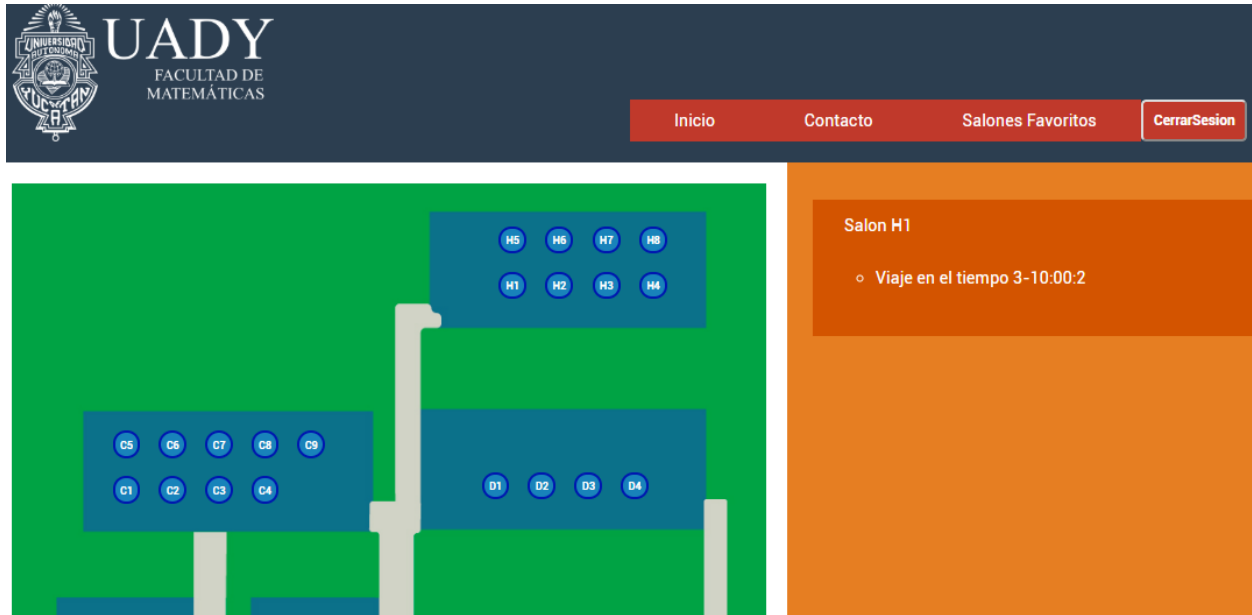 UNIVERSIDAD
AUTONOMA
YUCATAN
UADY
FACULTAD DE
MATEMÁTICAS
Inicio Contacto Salones Favoritos CerrarSesion
H5 H6 H7 H8
H1 H2 H3 H4
C5 C6 C7 C8 C9
C1 C2 C3 C4
D1 D2 D3 D4
Salon H1
Viaje en el tiempo 3-10:00:2